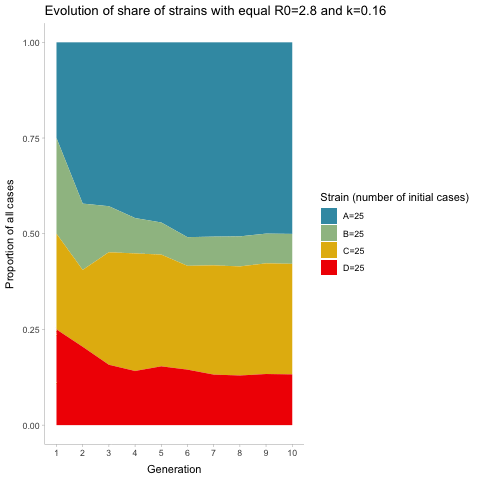 Evolution of share of strains with equal R0=2.8 and k=0.16
Proportion of all cases
1.00
0.75
0.50
0.25
0.00
1 2 3 4 5 6 7 8 9 10
Generation
Strain (number of initial cases)
A=25
B=25
C=25
D=25